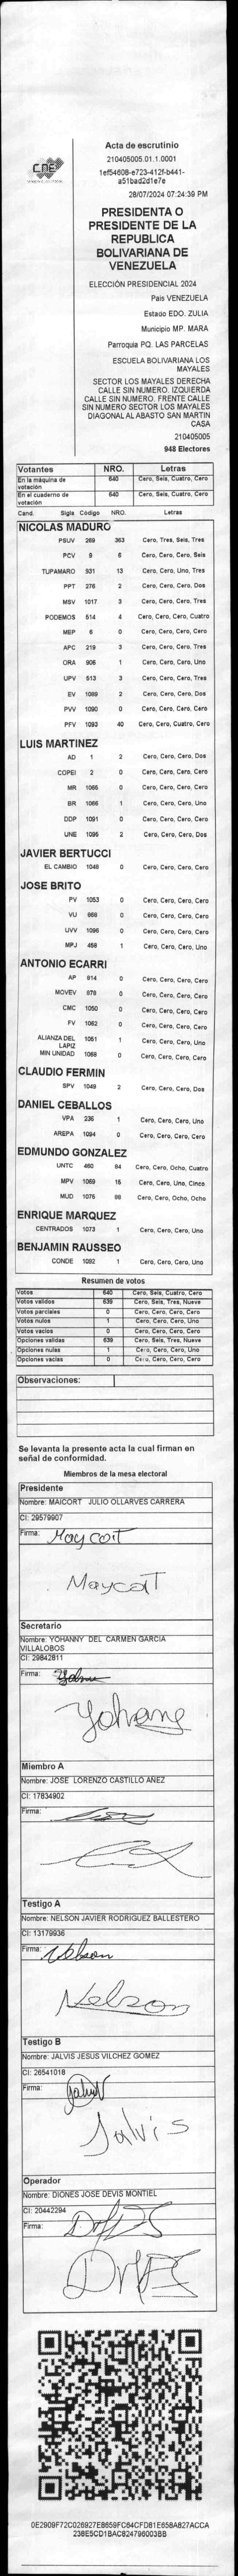 CNE
Acta de escrutinio
210405005.01.1.0001
1ef54608-e723-412f-b441-
a51bad2d1e7e
28/07/2024 07:24:39 PM
PRESIDENTA O
PRESIDENTE DE LA
REPUBLICA
BOLIVARIANA DE
VENEZUELA
ELECCIÓN PRESIDENCIAL 2024
Pais VENEZUELA
Estado EDO. ZULIA
Municipio MP. MARA
Parroquia PQ. LAS PARCELAS
ESCUELA BOLIVARIANA LOS
MAYALES
SECTOR LOS MAYALES DERECHA
CALLE SIN NUMERO. IZQUIERDA
CALLE SIN NUMERO. FRENTE CALLE
SIN NUMERO SECTOR LOS MAYALES
DIAGONAL AL ABASTO SAN MARTIN
CASA
210405005
948 Electores
Votantes NRO. Letras
En la máquina de votación 640 Cero, Seis, Cuatro, Cero
En el cuaderno de votación 640 Cero, Seis, Cuatro, Cero
Cand. Sigla Código NRO. Letras
NICOLAS MADURO
PSUV 269 363 Cero, Tres, Seis, Tres
PCV 9 6 Cero, Cero, Cero, Seis
TUPAMARO 931 13 Cero, Cero, Uno, Tres
PPT 276 2 Cero, Cero, Cero, Dos
MSV 1017 3 Cero, Cero, Cero, Tres
PODEMOS 514 4 Cero, Cero, Cero, Cuatro
MEP 6 0 Cero, Cero, Cero, Cero
APC 219 3 Cero, Cero, Cero, Tres
ORA 906 1 Cero, Cero, Cero, Uno
UPV 513 3 Cero, Cero, Cero, Tres
EV 1089 2 Cero, Cero, Cero, Dos
PVV 1090 0 Cero, Cero, Cero, Cero
PFV 1093 40 Cero, Cero, Cuatro, Cero
LUIS MARTINEZ
AD 1 2 Cero, Cero, Cero, Dos
COPEI 2 0 Cero, Cero, Cero, Cero
MR 1065 0 Cero, Cero, Cero, Cero
BR 1066 1 Cero, Cero, Cero, Uno
DDP 1091 0 Cero, Cero, Cero, Cero
UNE 1095 2 Cero, Cero, Cero, Dos
JAVIER BERTUCCI
EL CAMBIO 1048 0 Cero, Cero, Cero, Cero
JOSE BRITO
PV 1053 0 Cero, Cero, Cero, Cero
VU 868 0 Cero, Cero, Cero, Cero
UVV 1096 0 Cero, Cero, Cero, Cero
MPJ 458 1 Cero, Cero, Cero, Uno
ANTONIO ECARRI
AP 914 0 Cero, Cero, Cero, Cero
MOVEV 879 0 Cero, Cero, Cero, Cero
CMC 1050 0 Cero, Cero, Cero, Cero
FV 1062 0 Cero, Cero, Cero, Cero
ALIANZA DEL LAPIZ 1051 1 Cero, Cero, Cero, Uno
MIN UNIDAD 1068 0 Cero, Cero, Cero, Cero
CLAUDIO FERMIN
SPV 1049 2 Cero, Cero, Cero, Dos
DANIEL CEBALLOS
VPA 236 1 Cero, Cero, Cero, Uno
AREPA 1094 0 Cero, Cero, Cero, Cero
EDMUNDO GONZALEZ
UNTC 460 84 Cero, Cero, Ocho, Cuatro
MPV 1069 15 Cero, Cero, Uno, Cinco
MUD 1075 88 Cero, Cero, Ocho, Ocho
ENRIQUE MARQUEZ
CENTRADOS 1073 1 Cero, Cero, Cero, Uno
BENJAMIN RAUSSEO
CONDE 1092 1 Cero, Cero, Cero, Uno
Resumen de votos
Votos 640 Cero, Seis, Cuatro, Cero
Votos validos 639 Cero, Seis, Tres, Nueve
Votos parciales 0 Cero, Cero, Cero, Cero
Votos nulos 1 Cero, Cero, Cero, Uno
Votos vacios 0 Cero, Cero, Cero, Cero
Opciones validas 639 Cero, Seis, Tres, Nueve
Opciones nulas 1 Cero, Cero, Cero, Uno
Opciones vacias 0 Cero, Cero, Cero, Cero
Observaciones:
Se levanta la presente acta la cual firman en
señal de conformidad.
Miembros de la mesa electoral
Presidente
Nombre: MAICORT JULIO OLLARVES CARRERA
CI: 29579907
Firma: Maycort
Maycort
Secretario
Nombre: YOHANNY DEL CARMEN GARCIA
VILLALOBOS
CI: 29842811
Firma:
Yohany
Miembro A
Nombre: JOSE LORENZO CASTILLO AÑEZ
CI: 17834902
Firma:
Testigo A
Nombre: NELSON JAVIER RODRIGUEZ BALLESTERO
CI: 13179936
Firma: Nelson
Nelson
Testigo B
Nombre: JALVIS JESUS VILCHEZ GOMEZ
CI: 26541018
Firma: Jalvis
Jalvis
Operador
Nombre: DIONES JOSE DEVIS MONTIEL
CI: 20442294
Firma:
0E2909F72C026927EB659FC64CFD81E658A827ACCA
238E5CD1BAC624796003BB